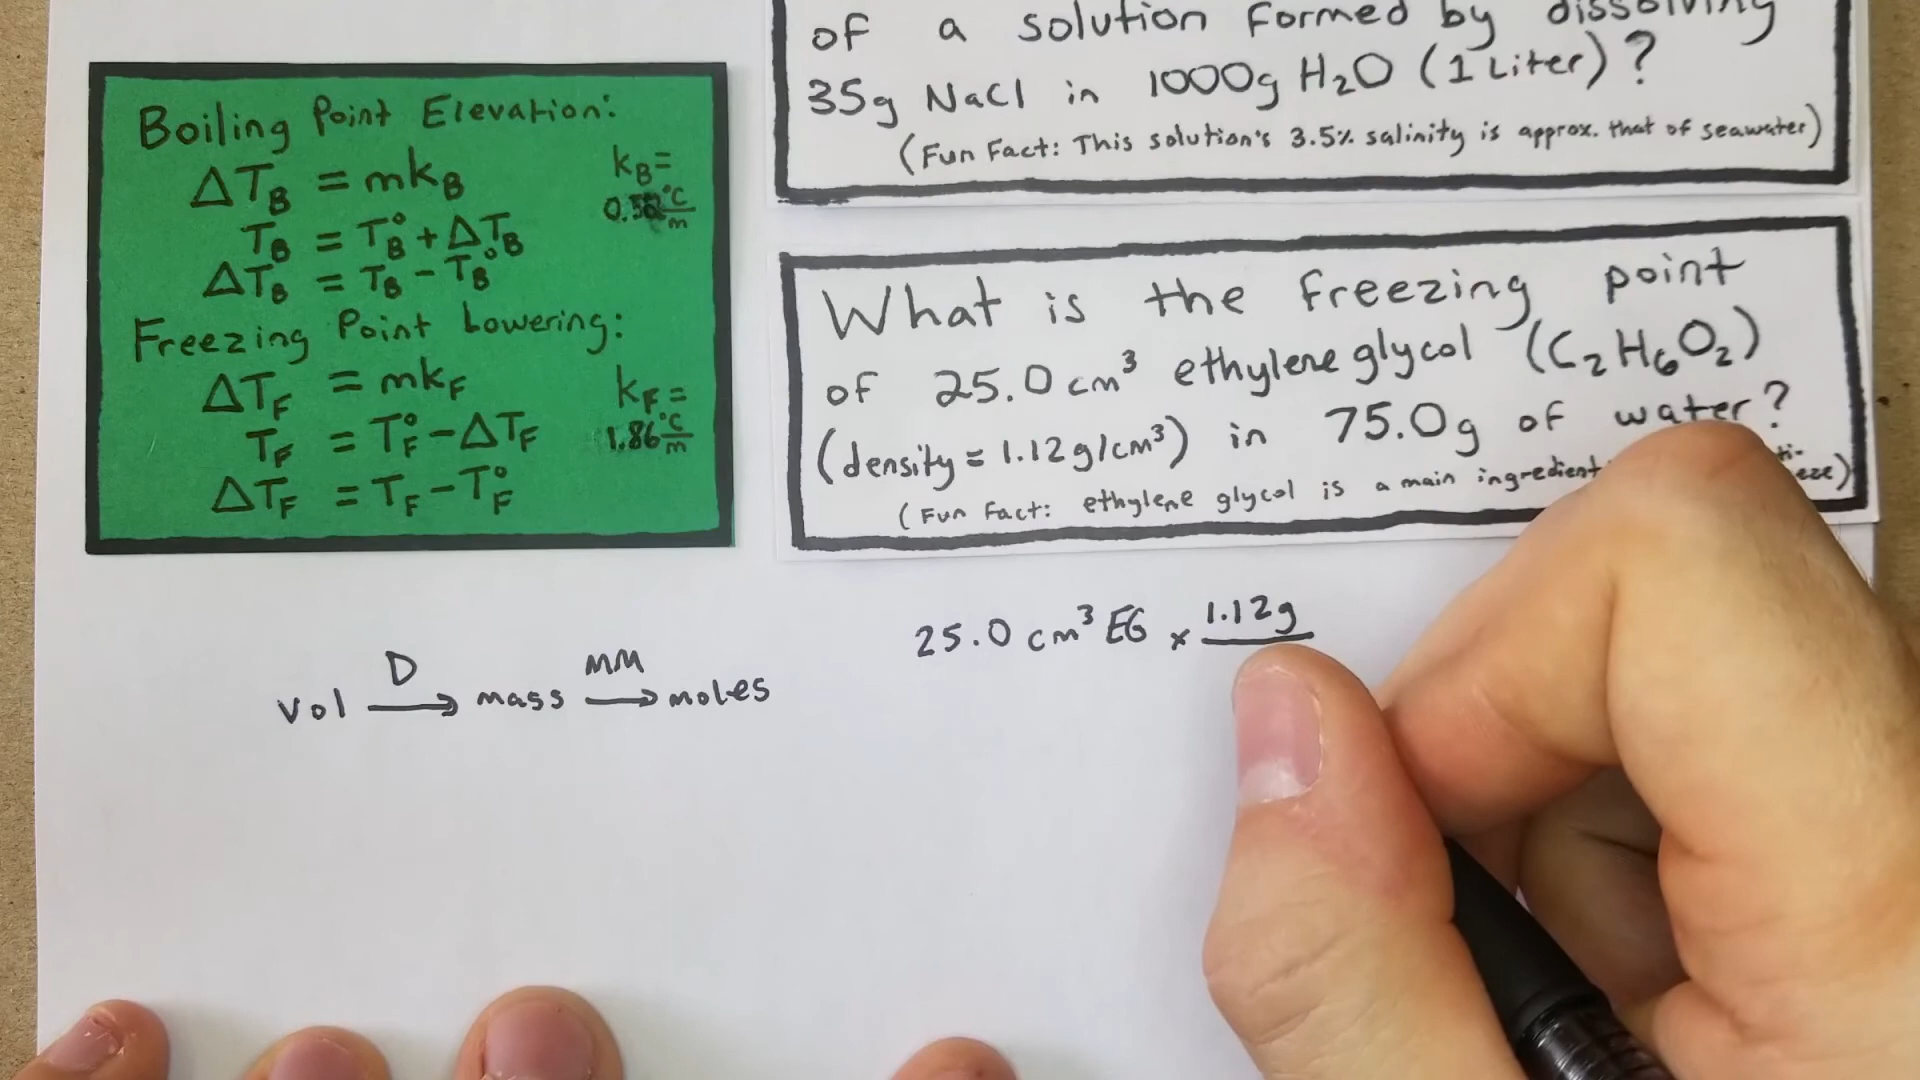 of a solution formed by dissolving
35g NaCl in 1000g H₂O (1 Liter)?
(Fun Fact: This solution's 3.5% salinity is approx. that of seawater)
Boiling Point Elevation:
ΔT_B = mk_B
k_B =
°C/m
T_B = T°_B + ΔT_B
ΔT_B = T_B - T°_B
Freezing Point Lowering:
ΔT_F = mk_F
k_F =
1.86 °C/m
T_F = T°_F - ΔT_F
ΔT_F = T_F - T°_F
What is the freezing point
of 25.0 cm³ ethylene glycol (C₂H₆O₂)
(density = 1.12g/cm³) in 75.0g of water?
(Fun Fact: ethylene glycol is a main ingredient
25.0 cm³ EG x 1.12g
Vol D→ mass MM→ moles